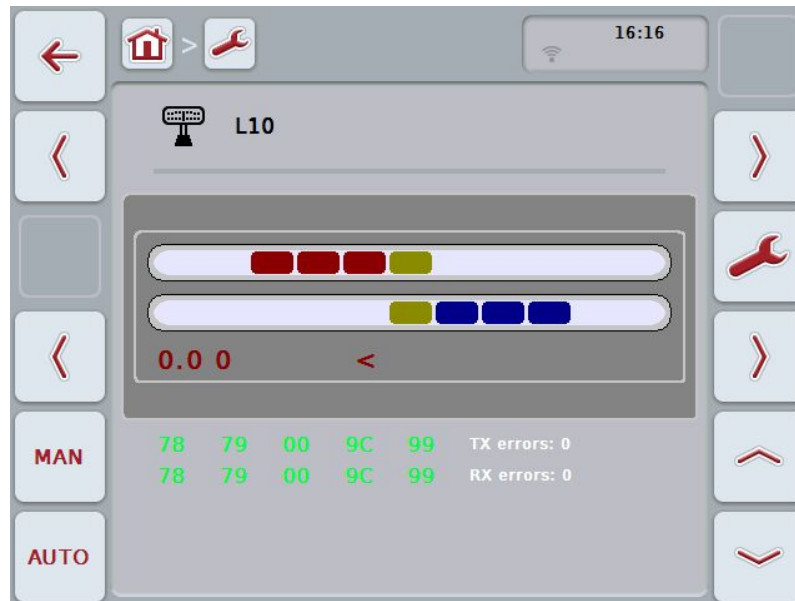 16:16
>
L10
0.0 0 <
78 79 00 9C 99 TX errors: 0
78 79 00 9C 99 RX errors: 0
MAN
AUTO